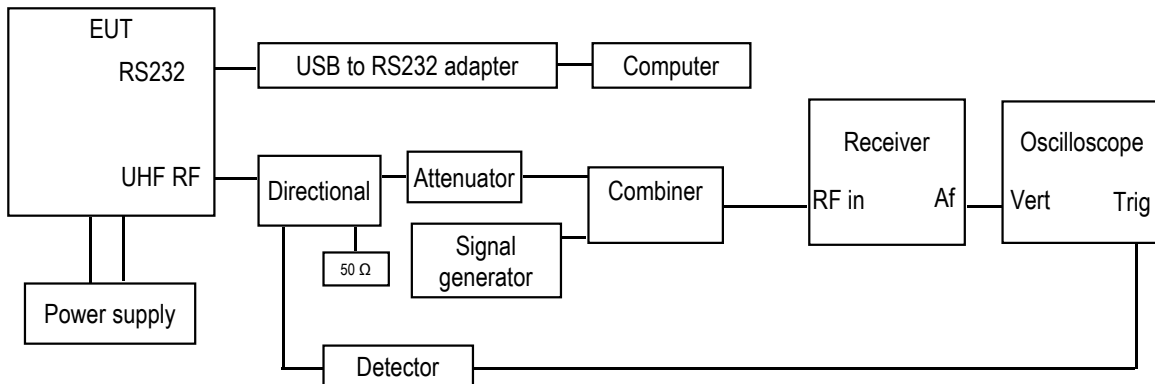 EUT
RS232
USB to RS232 adapter
Computer
UHF RF
Directional
Attenuator
Combiner
Receiver
RF in
Af
Oscilloscope
Vert
Trig
Signal
generator
50 Ω
Power supply
Detector